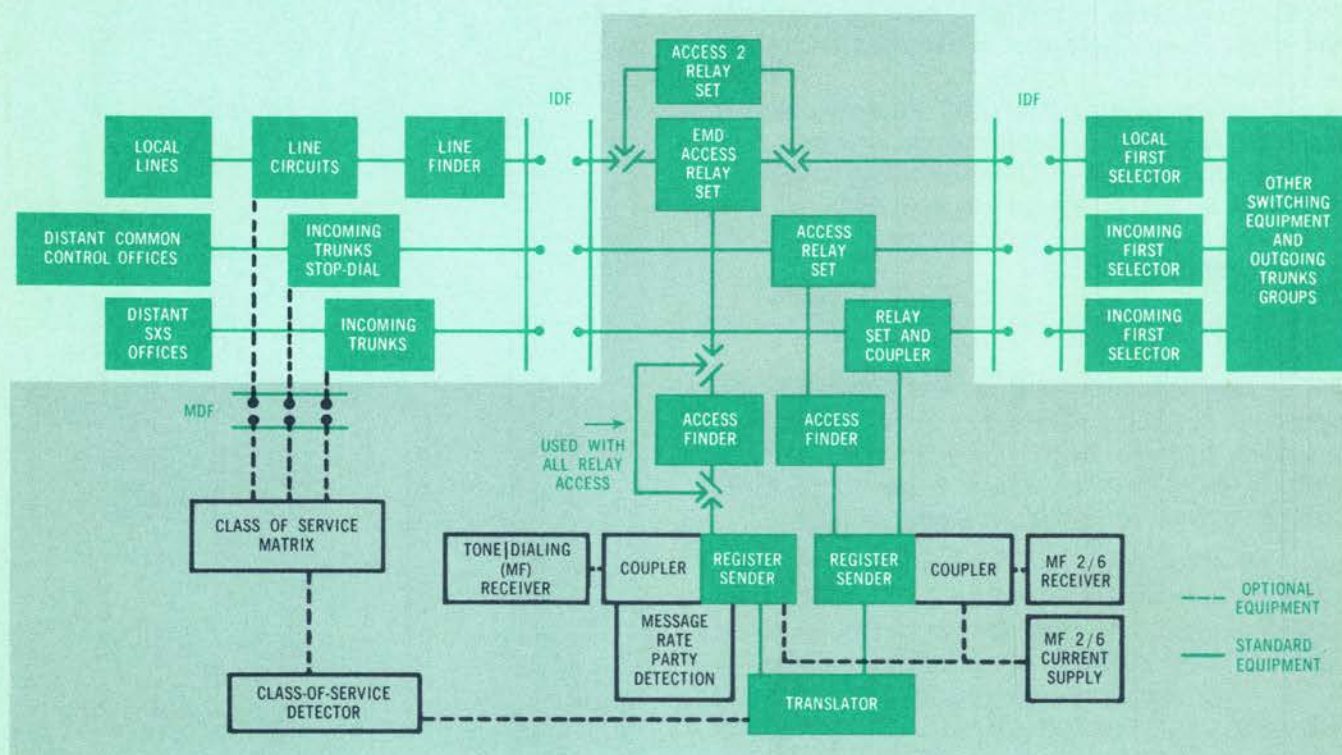 ACCESS 2
RELAY
SET
IDF
IDF
LOCAL
LINES
LINE
CIRCUITS
LINE
FINDER
EMD
ACCESS
RELAY
SET
LOCAL
FIRST
SELECTOR
OTHER
SWITCHING
EQUIPMENT
AND
OUTGOING
TRUNKS
GROUPS
DISTANT COMMON
CONTROL OFFICES
INCOMING
TRUNKS
STOP-DIAL
ACCESS
RELAY
SET
INCOMING
FIRST
SELECTOR
DISTANT
SXS
OFFICES
INCOMING
TRUNKS
RELAY
SET AND
COUPLER
INCOMING
FIRST
SELECTOR
MDF
USED WITH
ALL RELAY
ACCESS
ACCESS
FINDER
ACCESS
FINDER
CLASS OF SERVICE
MATRIX
TONE DIALING
(MF)
RECEIVER
COUPLER
REGISTER
SENDER
REGISTER
SENDER
COUPLER
MF 2/6
RECEIVER
OPTIONAL
EQUIPMENT
MESSAGE
RATE
PARTY
DETECTION
MF 2/6
CURRENT
SUPPLY
STANDARD
EQUIPMENT
CLASS-OF-SERVICE
DETECTOR
TRANSLATOR